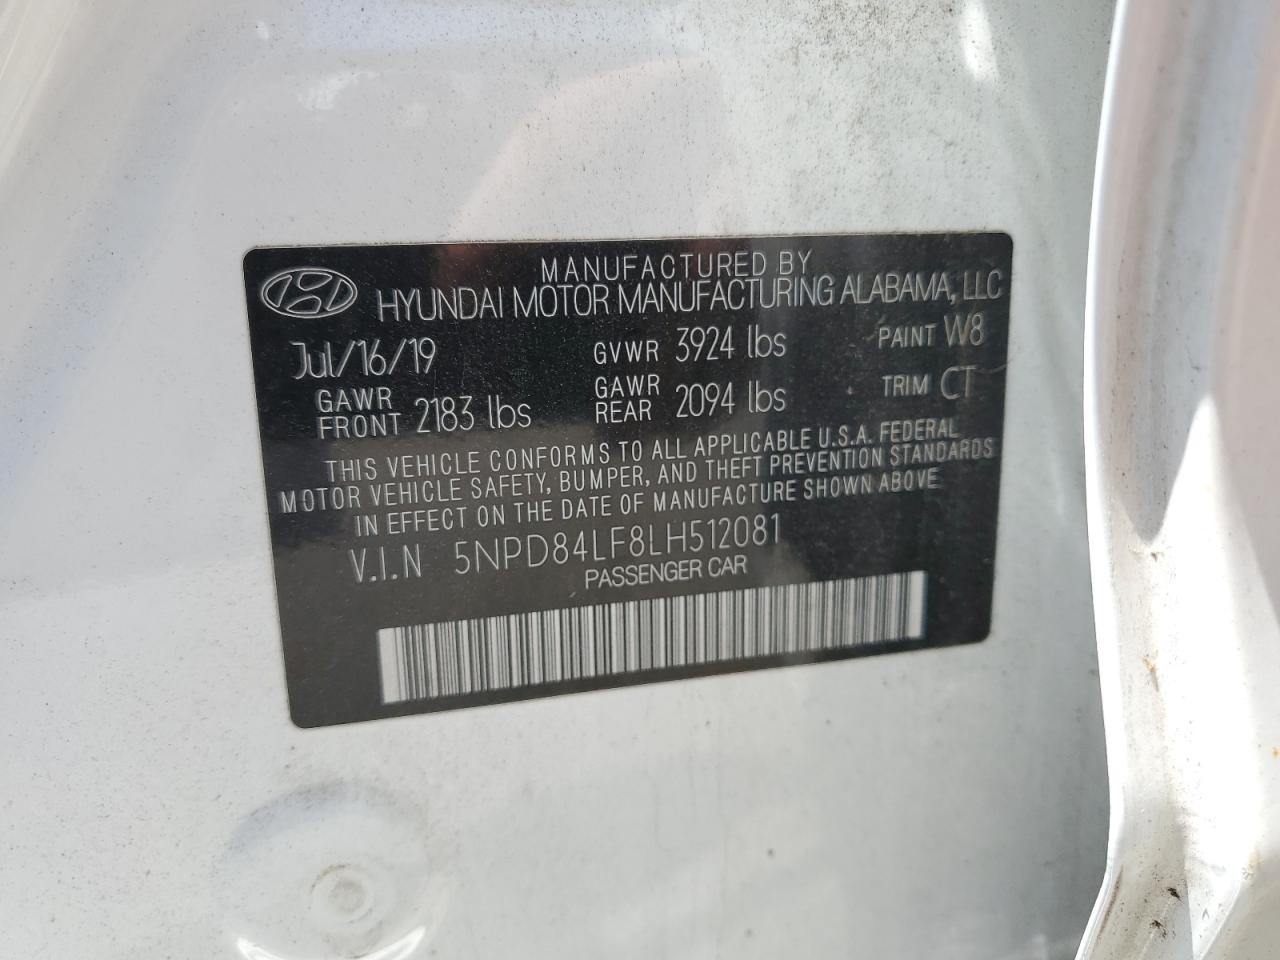 MANUFACTURED BY
HYUNDAI MOTOR MANUFACTURING ALABAMA, LLC
Jul/16/19 GVWR 3924 lbs PAINT W8
GAWR FRONT 2183 lbs GAWR REAR 2094 lbs TRIM CT
THIS VEHICLE CONFORMS TO ALL APPLICABLE U.S.A. FEDERAL
MOTOR VEHICLE SAFETY, BUMPER, AND THEFT PREVENTION STANDARDS
IN EFFECT ON THE DATE OF MANUFACTURE SHOWN ABOVE
V.I.N 5NPD84LF8LH512081
PASSENGER CAR